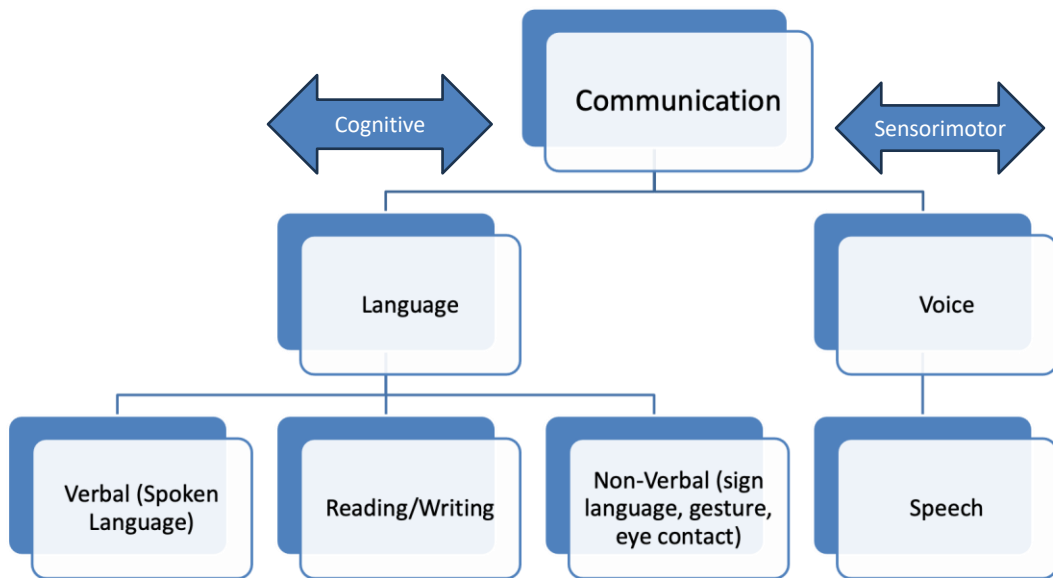 Communication
Cognitive
Sensorimotor
Language
Voice
Verbal (Spoken
Language)
Reading/Writing
Non-Verbal (sign
language, gesture,
eye contact)
Speech